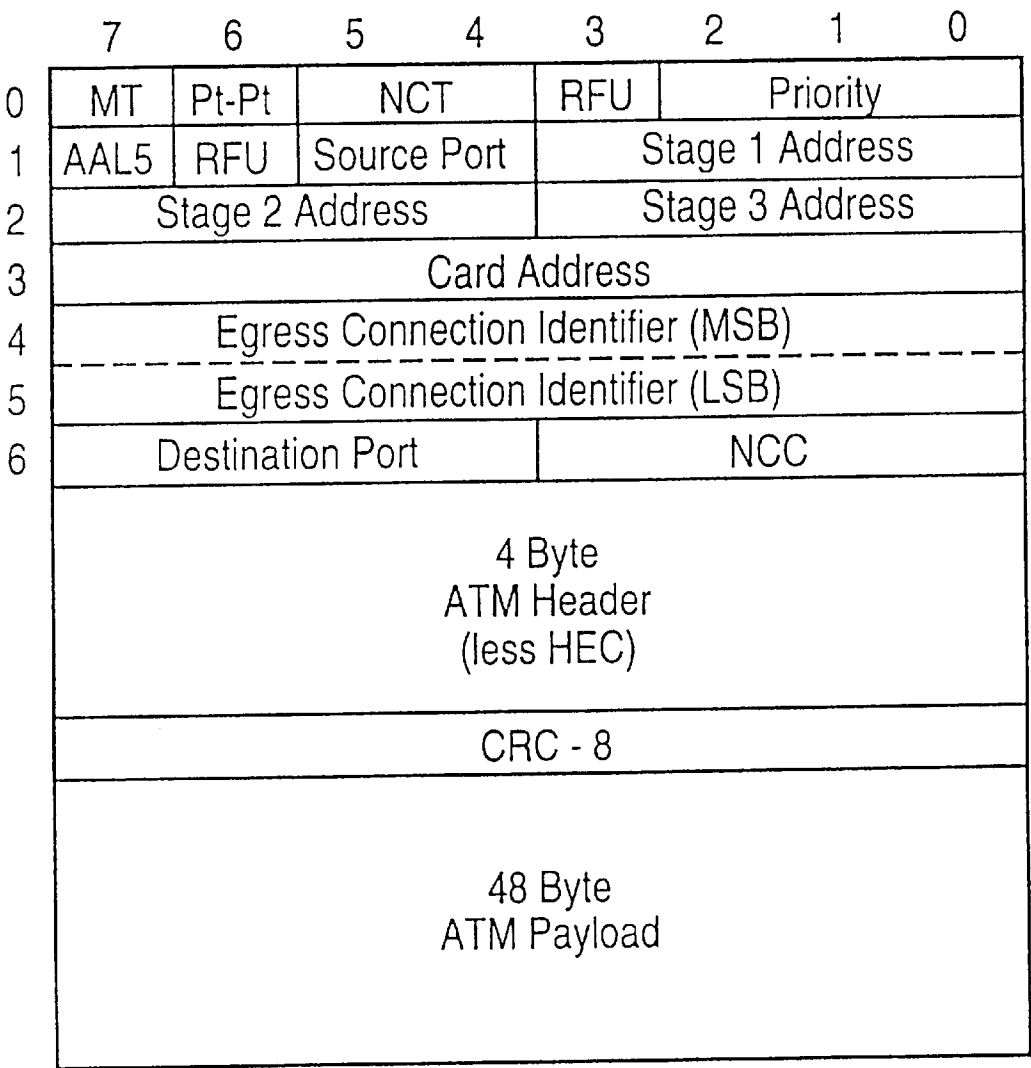 7 6 5 4 3 2 1 0
0 MT Pt-Pt NCT RFU Priority
1 AAL5 RFU Source Port Stage 1 Address
2 Stage 2 Address Stage 3 Address
3 Card Address
4 Egress Connection Identifier (MSB)
5 Egress Connection Identifier (LSB)
6 Destination Port NCC
4 Byte
ATM Header
(less HEC)
CRC - 8
48 Byte
ATM Payload